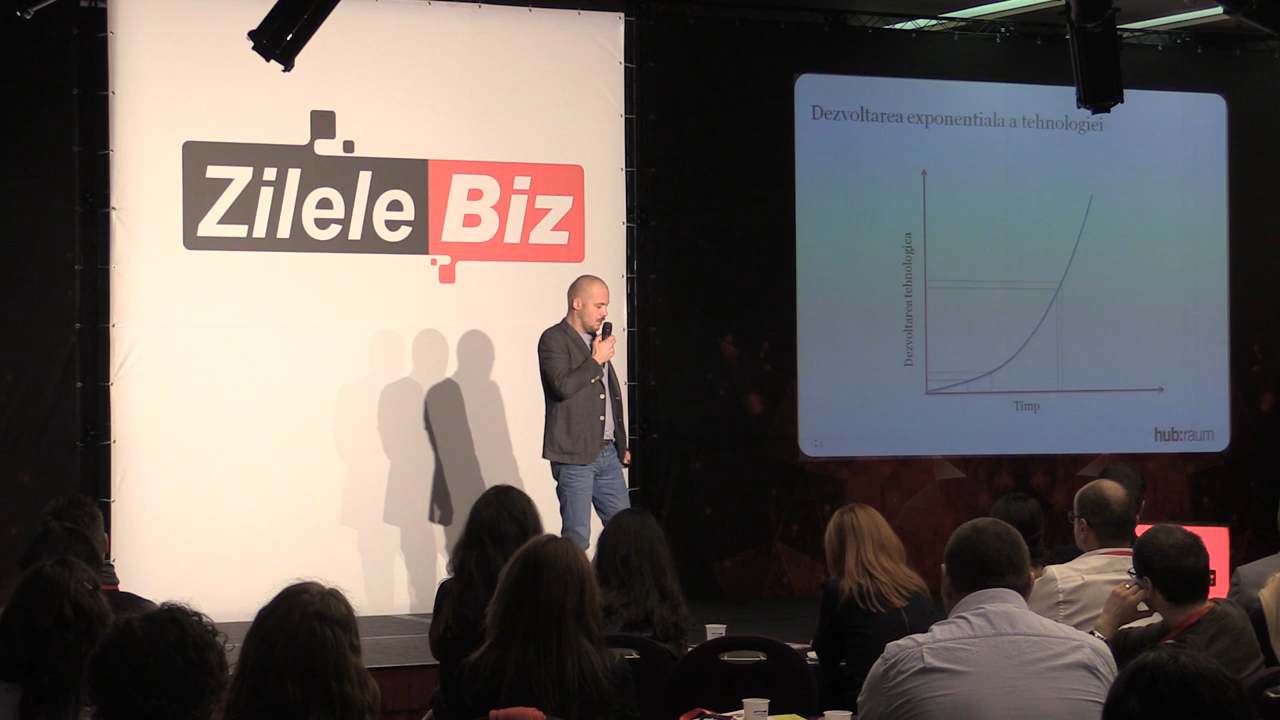 Zilele Biz
Dezvoltarea exponentiala a tehnologiei
Dezvoltarea tehnologica
Timp
hub:raum